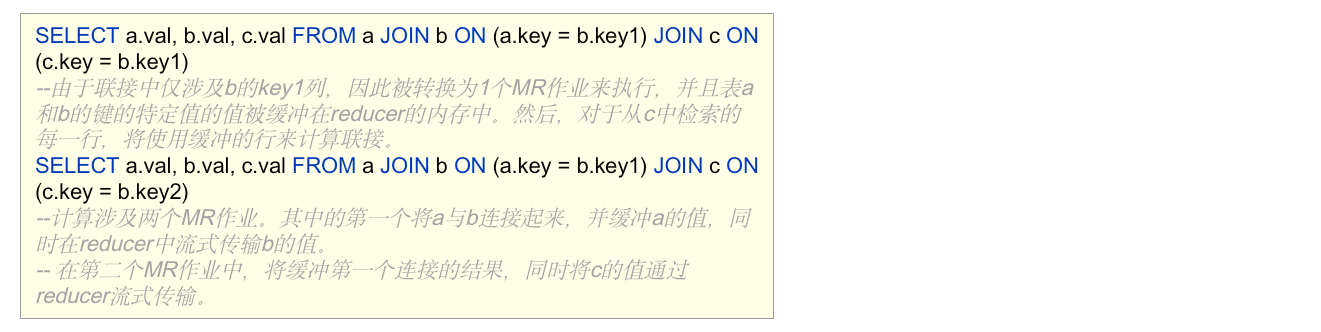 SELECT a.val, b.val, c.val FROM a JOIN b ON (a.key = b.key1) JOIN c ON
(c.key = b.key1)
--由于联接中仅涉及b的key1列，因此被转换为1个MR作业来执行，并且表a
和b的键的特定值的值被缓冲在reducer的内存中。然后，对于从c中检索的
每一行，将使用缓冲的行来计算联接。
SELECT a.val, b.val, c.val FROM a JOIN b ON (a.key = b.key1) JOIN c ON
(c.key = b.key2)
--计算涉及两个MR作业。其中的第一个将a与b连接起来，并缓冲a的值，同
时在reducer中流式传输b的值。
-- 在第二个MR作业中，将缓冲第一个连接的结果，同时将c的值通过
reducer流式传输。